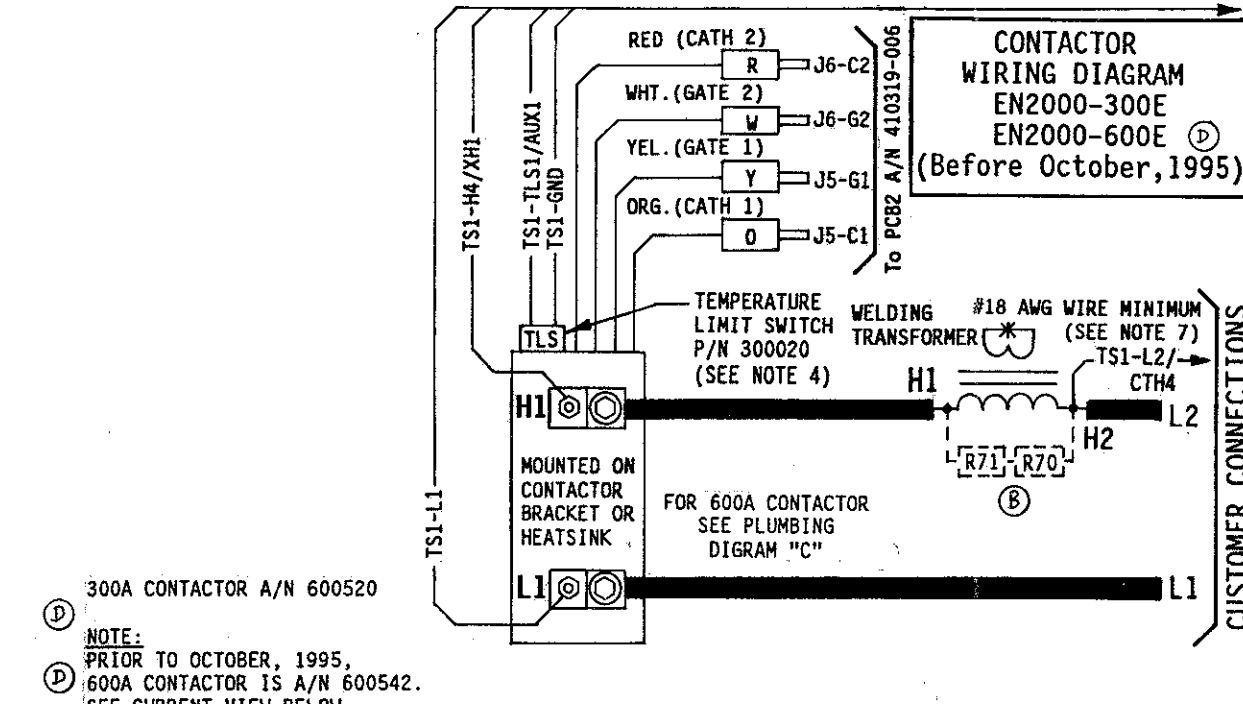 CONTACTOR
WIRING DIAGRAM
EN2000-300E
EN2000-600E D
(Before October,1995)
RED (CATH 2)
R J6-C2
WHT.(GATE 2)
W J6-G2
YEL.(GATE 1)
Y J5-G1
ORG.(CATH 1)
O J5-C1
To PCB2 A/N 410319-006
TS1-H4/XH1
TS1-TLS1/AUX1
TS1-GND
TS1-L1
TLS
TEMPERATURE
LIMIT SWITCH
P/N 300020
(SEE NOTE 4)
WELDING
TRANSFORMER
#18 AWG WIRE MINIMUM
(SEE NOTE 7)
TS1-L2/
CTH4
H1
H1
H2
L2
R71 R70
B
MOUNTED ON
CONTACTOR
BRACKET OR
HEATSINK
FOR 600A CONTACTOR
SEE PLUMBING
DIGRAM "C"
L1
L1
CUSTOMER CONNECTIONS
300A CONTACTOR A/N 600520
D
NOTE:
PRIOR TO OCTOBER, 1995,
D 600A CONTACTOR IS A/N 600542.
SEE CURRENT VIEW BELOW